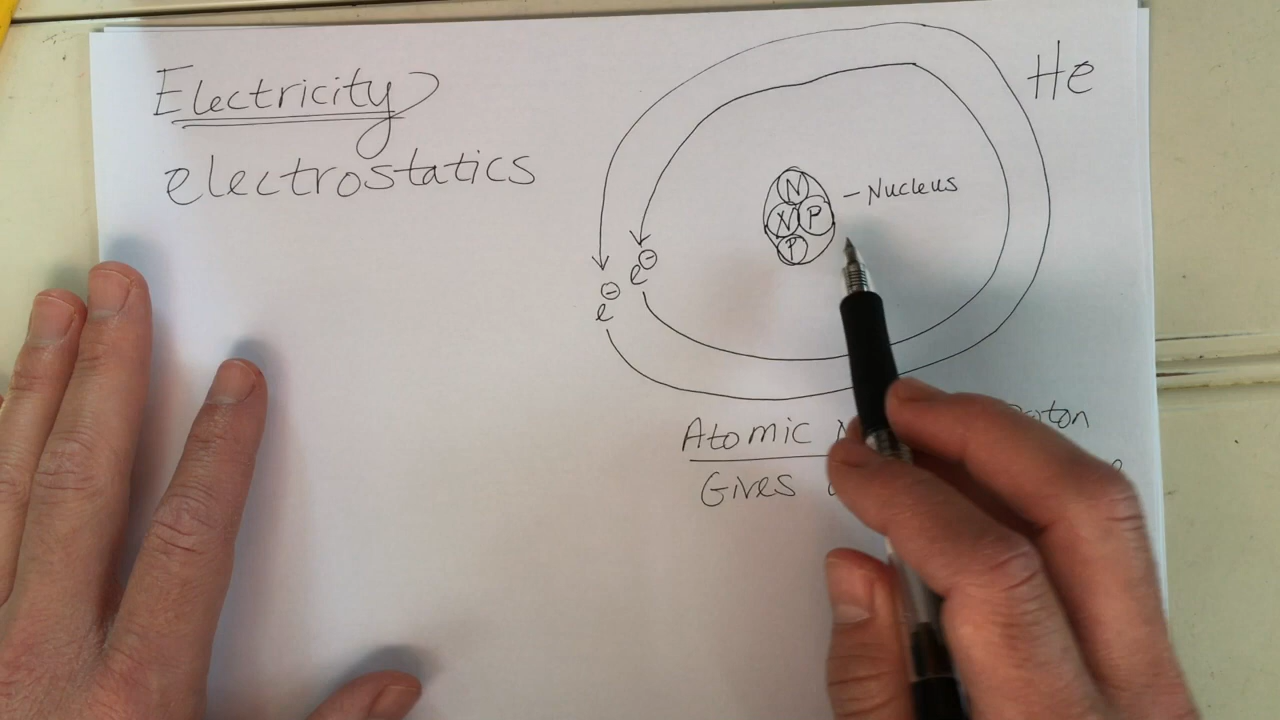 Electricity
electrostatics
He
N
N P
P
- Nucleus
e⊖
e⊖
Atomic
Gives